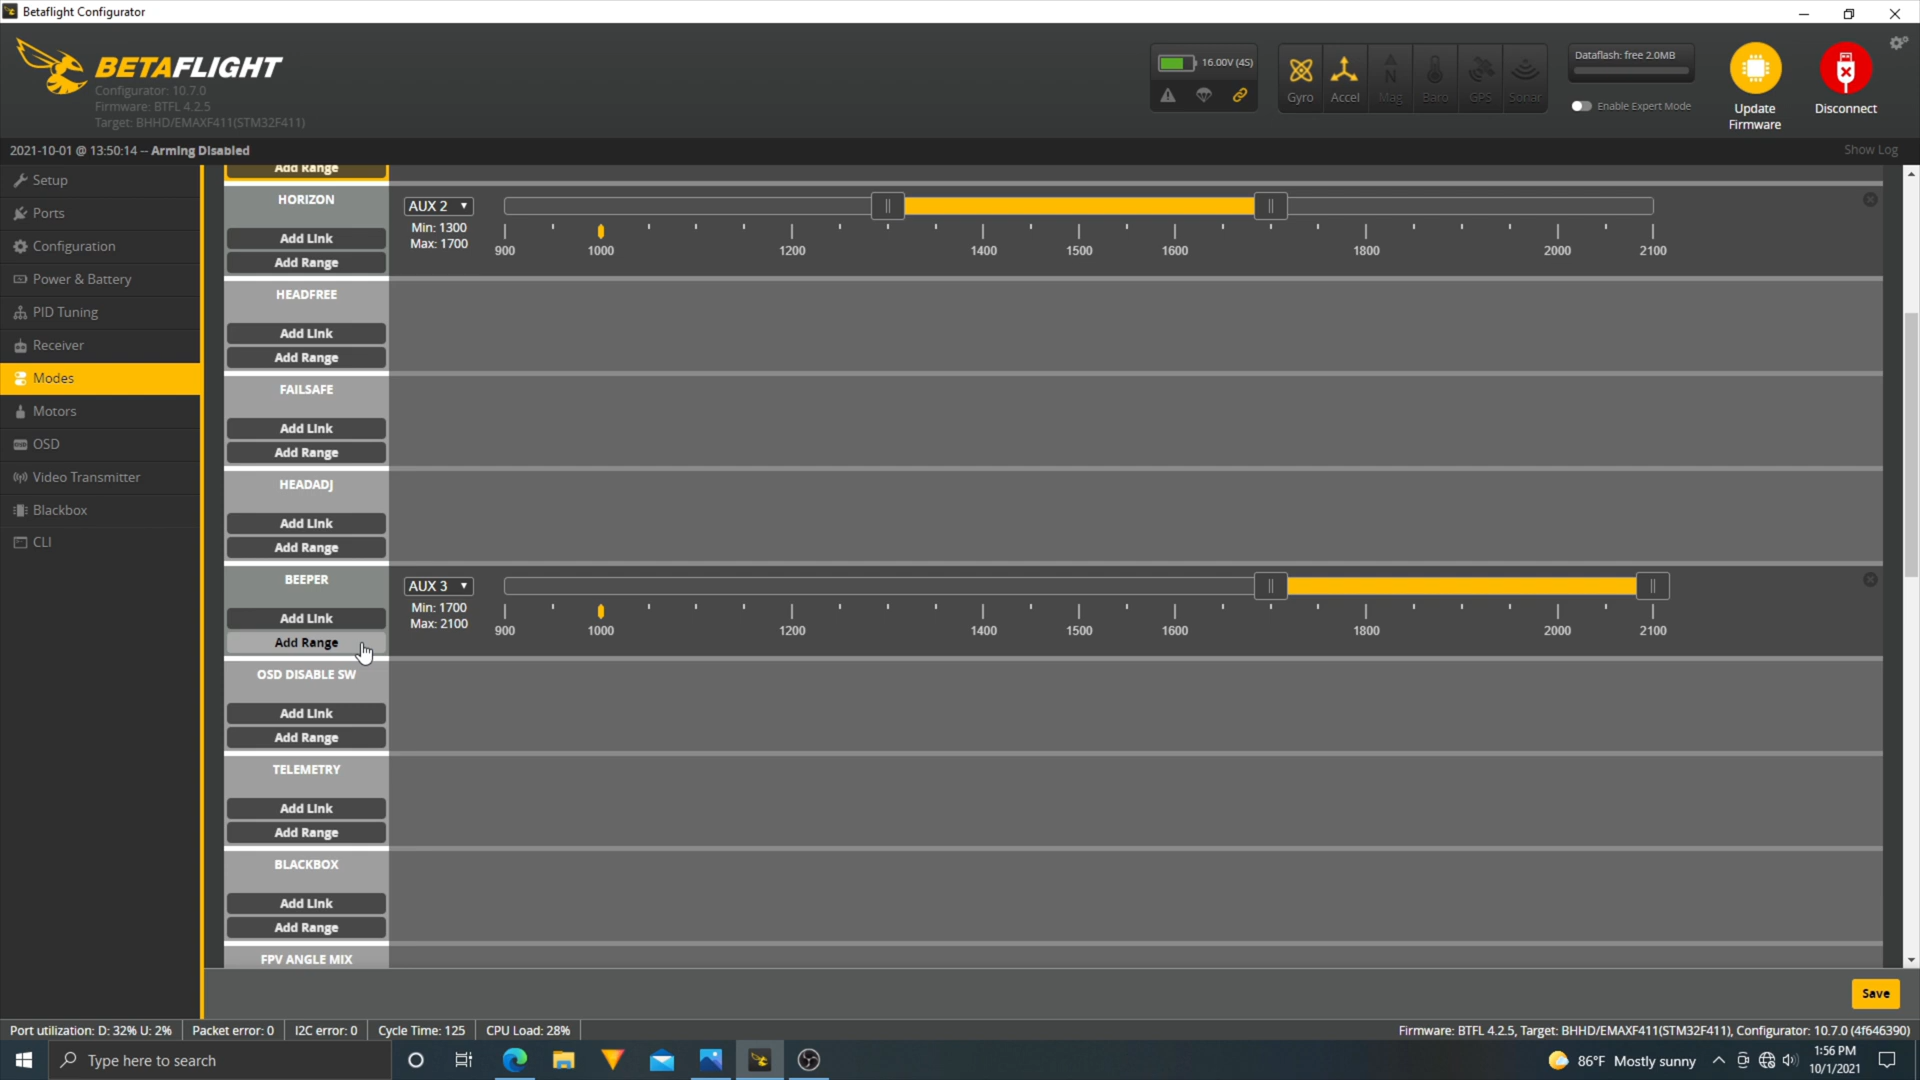 Betaflight Configurator
BETAFLIGHT
Configurator: 10.7.0
Firmware: BTFL 4.2.5
Target: BHHD/EMAXF411(STM32F411)
16.00V (4S)
Gyro
Accel
Mag
Baro
GPS
Sonar
Dataflash: free 2.0MB
Enable Expert Mode
Update
Firmware
Disconnect
2021-10-01 @ 13:50:14 -- Arming Disabled
Show Log
Setup
Ports
Configuration
Power & Battery
PID Tuning
Receiver
Modes
Motors
OSD
Video Transmitter
Blackbox
CLI
Add Range
HORIZON
Add Link
Add Range
AUX 2
Min: 1300
Max: 1700
900 1000 1200 1400 1500 1600 1800 2000 2100
HEADFREE
Add Link
Add Range
FAILSAFE
Add Link
Add Range
HEADADJ
Add Link
Add Range
BEEPER
Add Link
Add Range
AUX 3
Min: 1700
Max: 2100
900 1000 1200 1400 1500 1600 1800 2000 2100
OSD DISABLE SW
Add Link
Add Range
TELEMETRY
Add Link
Add Range
BLACKBOX
Add Link
Add Range
FPV ANGLE MIX
Save
Port utilization: D: 32% U: 2% Packet error: 0 I2C error: 0 Cycle Time: 125 CPU Load: 28% Firmware: BTFL 4.2.5, Target: BHHD/EMAXF411(STM32F411), Configurator: 10.7.0 (4f646390)
Type here to search
86°F Mostly sunny
1:56 PM
10/1/2021